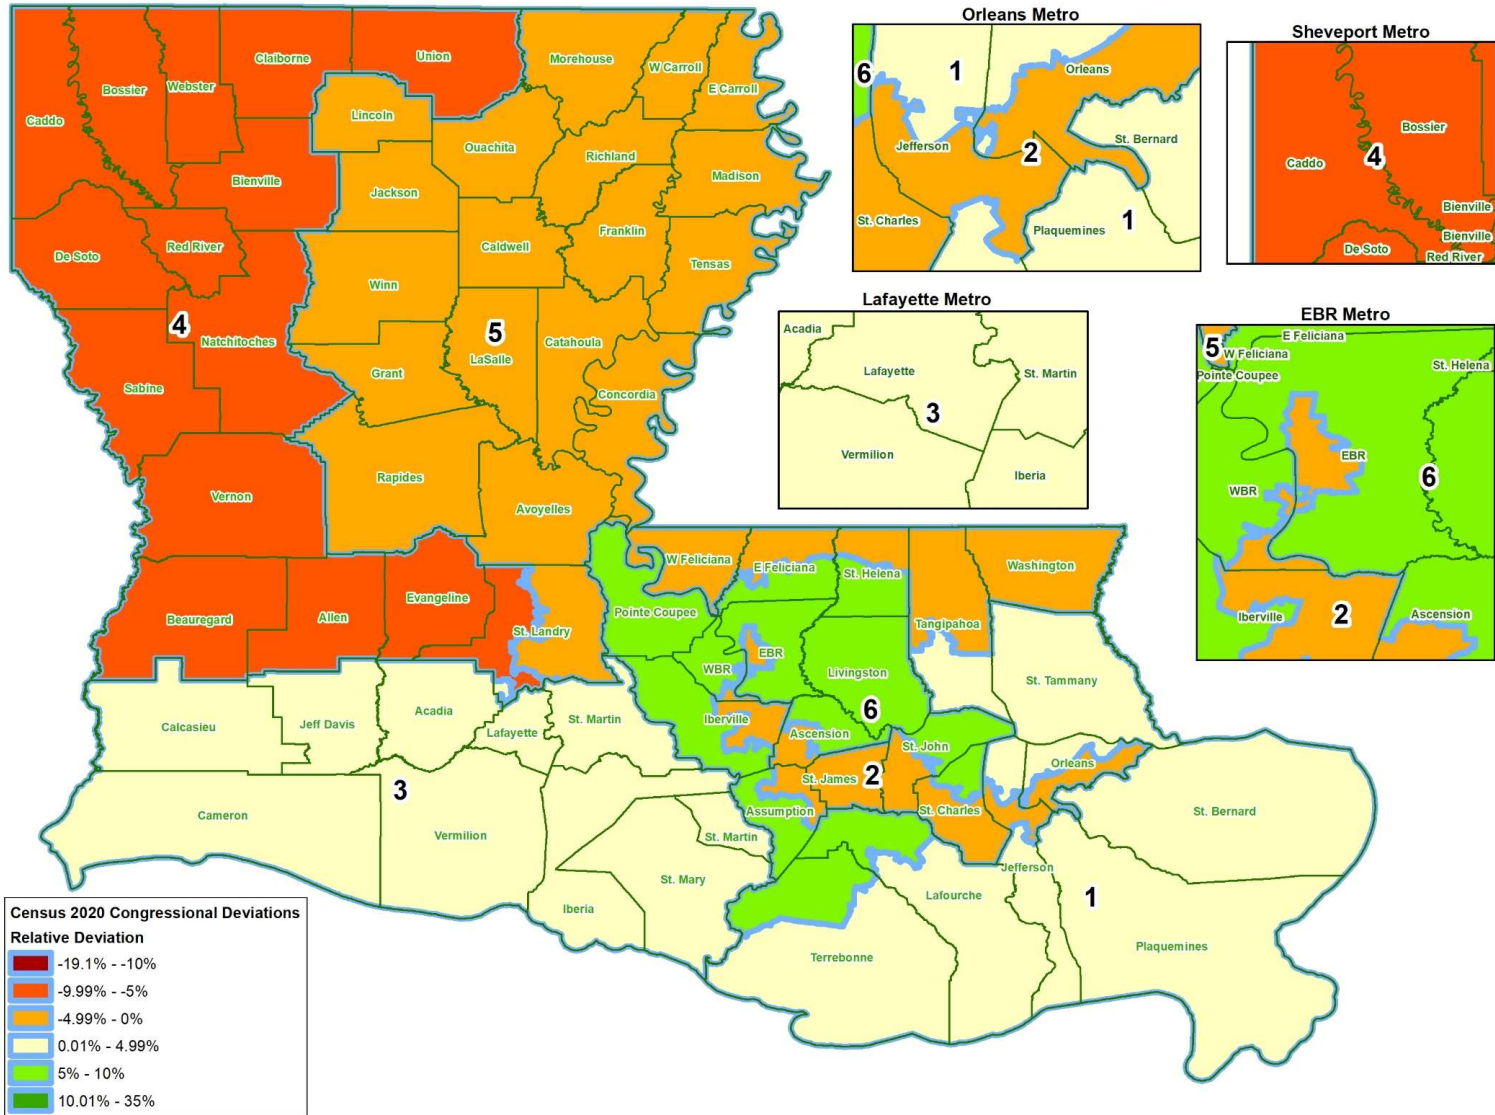 Orleans Metro
Sheveport Metro
Claiborne
Union
Morehouse
W Carroll
E Carroll
Bossier
Webster
Caddo
Lincoln
Ouachita
Richland
Madison
Bienville
Jackson
Franklin
Caldwell
Tensas
De Soto
Red River
Winn
4
Natchitoches
5
LaSalle
Catahoula
Grant
Sabine
Concordia
Rapides
Vernon
Avoyelles
W Feliciana
E Feliciana
St. Helena
Washington
Beauregard
Allen
Evangeline
St. Landry
Pointe Coupee
Tangipahoa
EBR
WBR
Livingston
St. Tammany
Calcasieu
Jeff Davis
Acadia
Lafayette
St. Martin
Iberville
6
Ascension
St. John
Orleans
St. James
2
3
Cameron
Vermilion
Assumption
St. Charles
St. Bernard
St. Martin
St. Mary
Jefferson
Iberia
Lafourche
1
Plaquemines
Terrebonne
6
1
Orleans
Jefferson
2
St. Bernard
St. Charles
Plaquemines
1
Bossier
Caddo
4
Bienville
Bienville
De Soto
Red River
Lafayette Metro
Acadia
Lafayette
St. Martin
3
Vermilion
Iberia
EBR Metro
E Feliciana
5
W Feliciana
St. Helena
Pointe Coupee
EBR
WBR
6
Iberville
2
Ascension
Census 2020 Congressional Deviations
Relative Deviation
-19.1% - -10%
-9.99% - -5%
-4.99% - 0%
0.01% - 4.99%
5% - 10%
10.01% - 35%